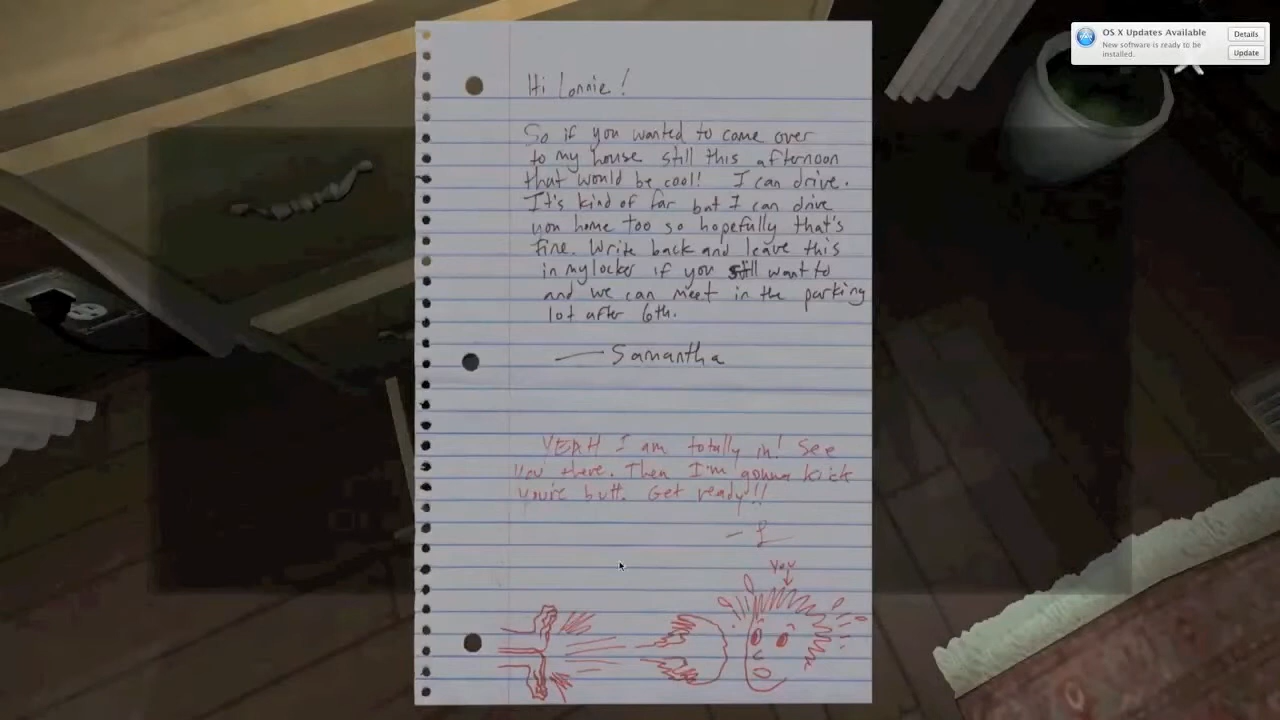 OS X Updates Available
New software is ready to be
installed.
Details
Update
Hi Lonnie!
So if you wanted to come over
to my house still this afternoon
that would be cool! I can drive.
It's kind of far but I can drive
you home too so hopefully that's
fine. Write back and leave this
in my locker if you still want to
and we can meet in the parking
lot after 6th.
— Samantha
YEAH I am totally in! See
you there. Then I'm gonna kick
you're butt. Get ready!!
- L
You